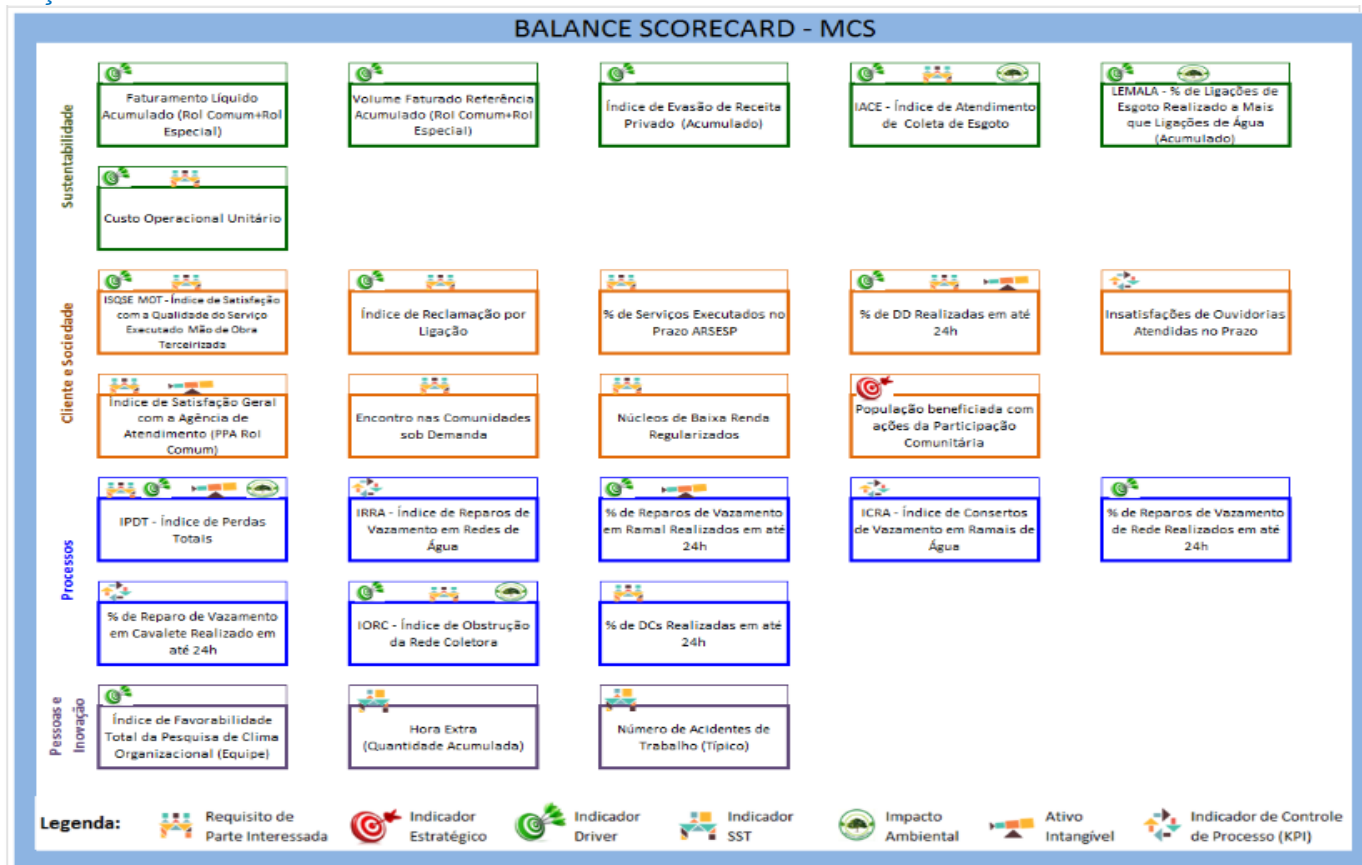 BALANCE SCORECARD - MCS
Sustentabilidade
Faturamento Líquido
Acumulado (Rol Comum+Rol
Especial)
Volume Faturado Referência
Acumulado (Rol Comum+Rol
Especial)
Índice de Evasão de Receita
Privado (Acumulado)
IACE - Índice de Atendimento
de Coleta de Esgoto
LEMALA - % de Ligações de
Esgoto Realizado a Mais
que Ligações de Água
(Acumulado)
Custo Operacional Unitário
Cliente e Sociedade
ISQSE MOT - Índice de Satisfação
com a Qualidade do Serviço
Executado Mão de Obra
Terceirizada
Índice de Reclamação por
Ligação
% de Serviços Executados no
Prazo ARSESP
% de DD Realizadas em até
24h
Insatisfações de Ouvidorias
Atendidas no Prazo
Índice de Satisfação Geral
com a Agência de
Atendimento (PPA Rol
Comum)
Encontro nas Comunidades
sob Demanda
Núcleos de Baixa Renda
Regularizados
População beneficiada com
ações da Participação
Comunitária
Processos
IPDT - Índice de Perdas
Totais
IRRA - Índice de Reparos de
Vazamento em Redes de
Água
% de Reparos de Vazamento
em Ramal Realizados em até
24h
ICRA - Índice de Consertos
de Vazamento em Ramais de
Água
% de Reparos de Vazamento
de Rede Realizados em até
24h
% de Reparo de Vazamento
em Cavalete Realizado em
até 24h
IORC - Índice de Obstrução
da Rede Coletora
% de DCs Realizadas em até
24h
Pessoas e
Inovação
Índice de Favorabilidade
Total da Pesquisa de Clima
Organizacional (Equipe)
Hora Extra
(Quantidade Acumulada)
Número de Acidentes de
Trabalho (Típico)
Legenda:
Requisito de
Parte Interessada
Indicador
Estratégico
Indicador
Driver
Indicador
SST
Impacto
Ambiental
Ativo
Intangível
Indicador de Controle
de Processo (KPI)